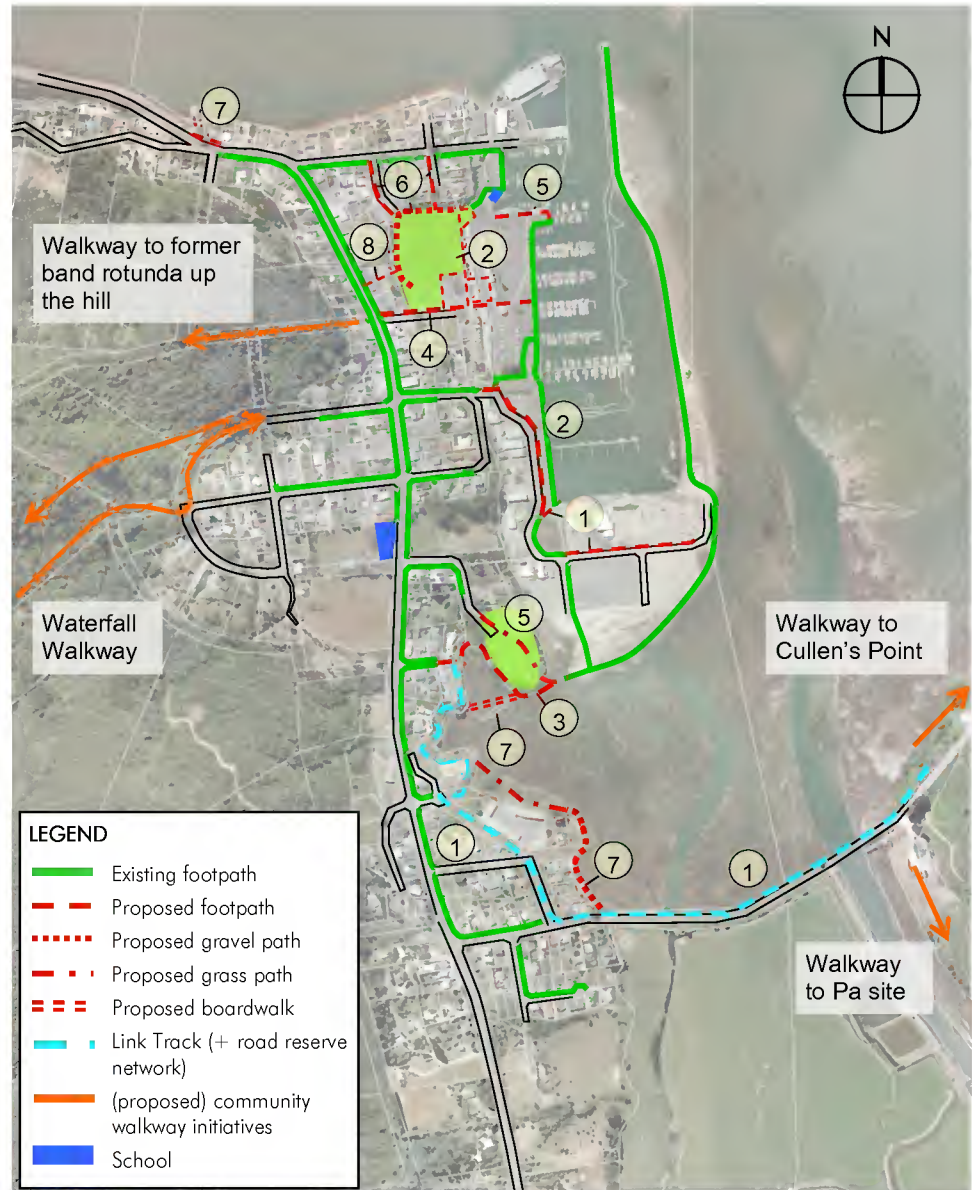 N
7
6
5
Walkway to former
band rotunda up
the hill
8
2
4
2
1
Waterfall
Walkway
5
Walkway to
Cullen's Point
3
7
LEGEND
Existing footpath
Proposed footpath
Proposed gravel path
Proposed grass path
Proposed boardwalk
Link Track (+ road reserve
network)
(proposed) community
walkway initiatives
School
1
7
1
Walkway
to Pa site